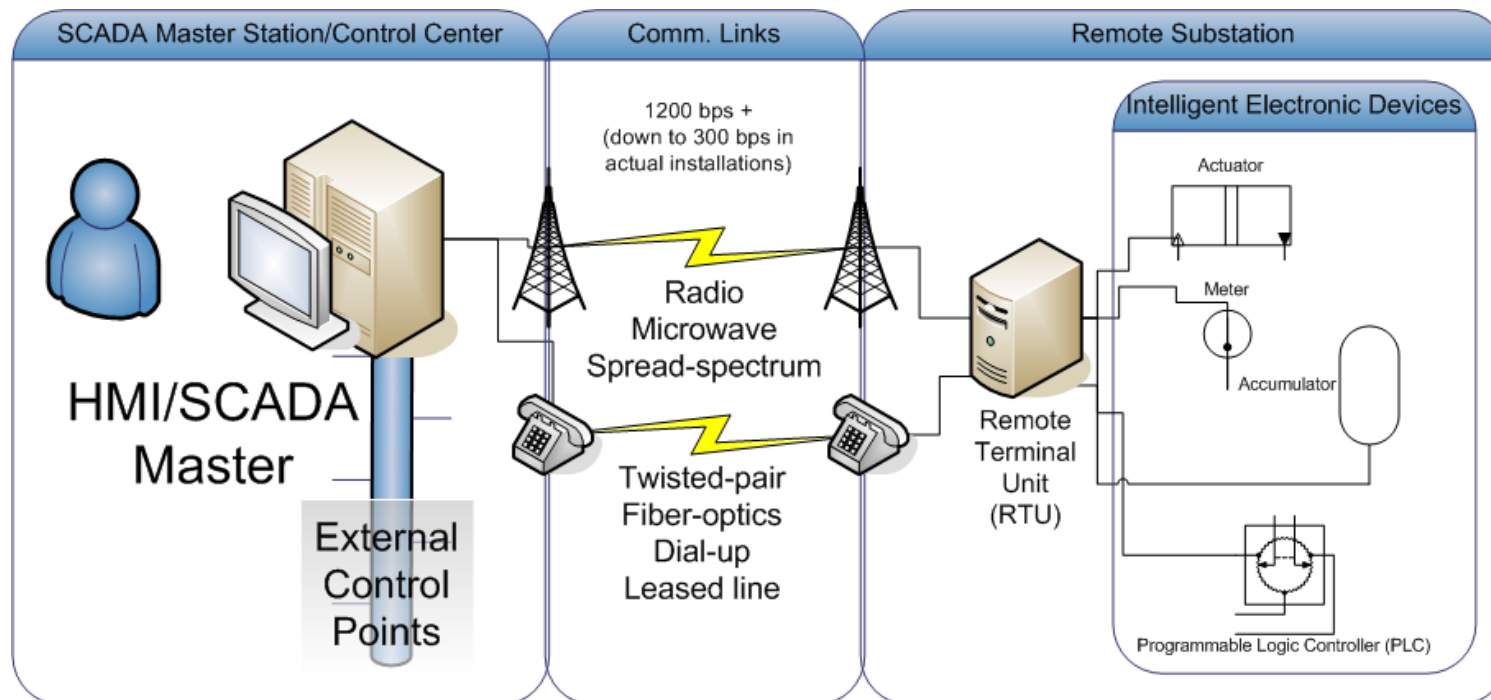 SCADA Master Station/Control Center
Comm. Links
Remote Substation
1200 bps +
(down to 300 bps in
actual installations)
Intelligent Electronic Devices
Actuator
Meter
Accumulator
Radio
Microwave
Spread-spectrum
HMI/SCADA
Master
External
Control
Points
Twisted-pair
Fiber-optics
Dial-up
Leased line
Remote
Terminal
Unit
(RTU)
Programmable Logic Controller (PLC)